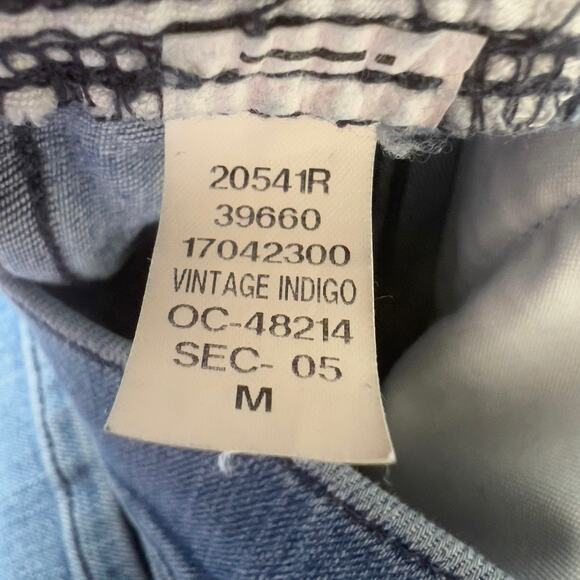 20541R
39660
17042300
VINTAGE INDIGO
OC-48214
SEC- 05
M